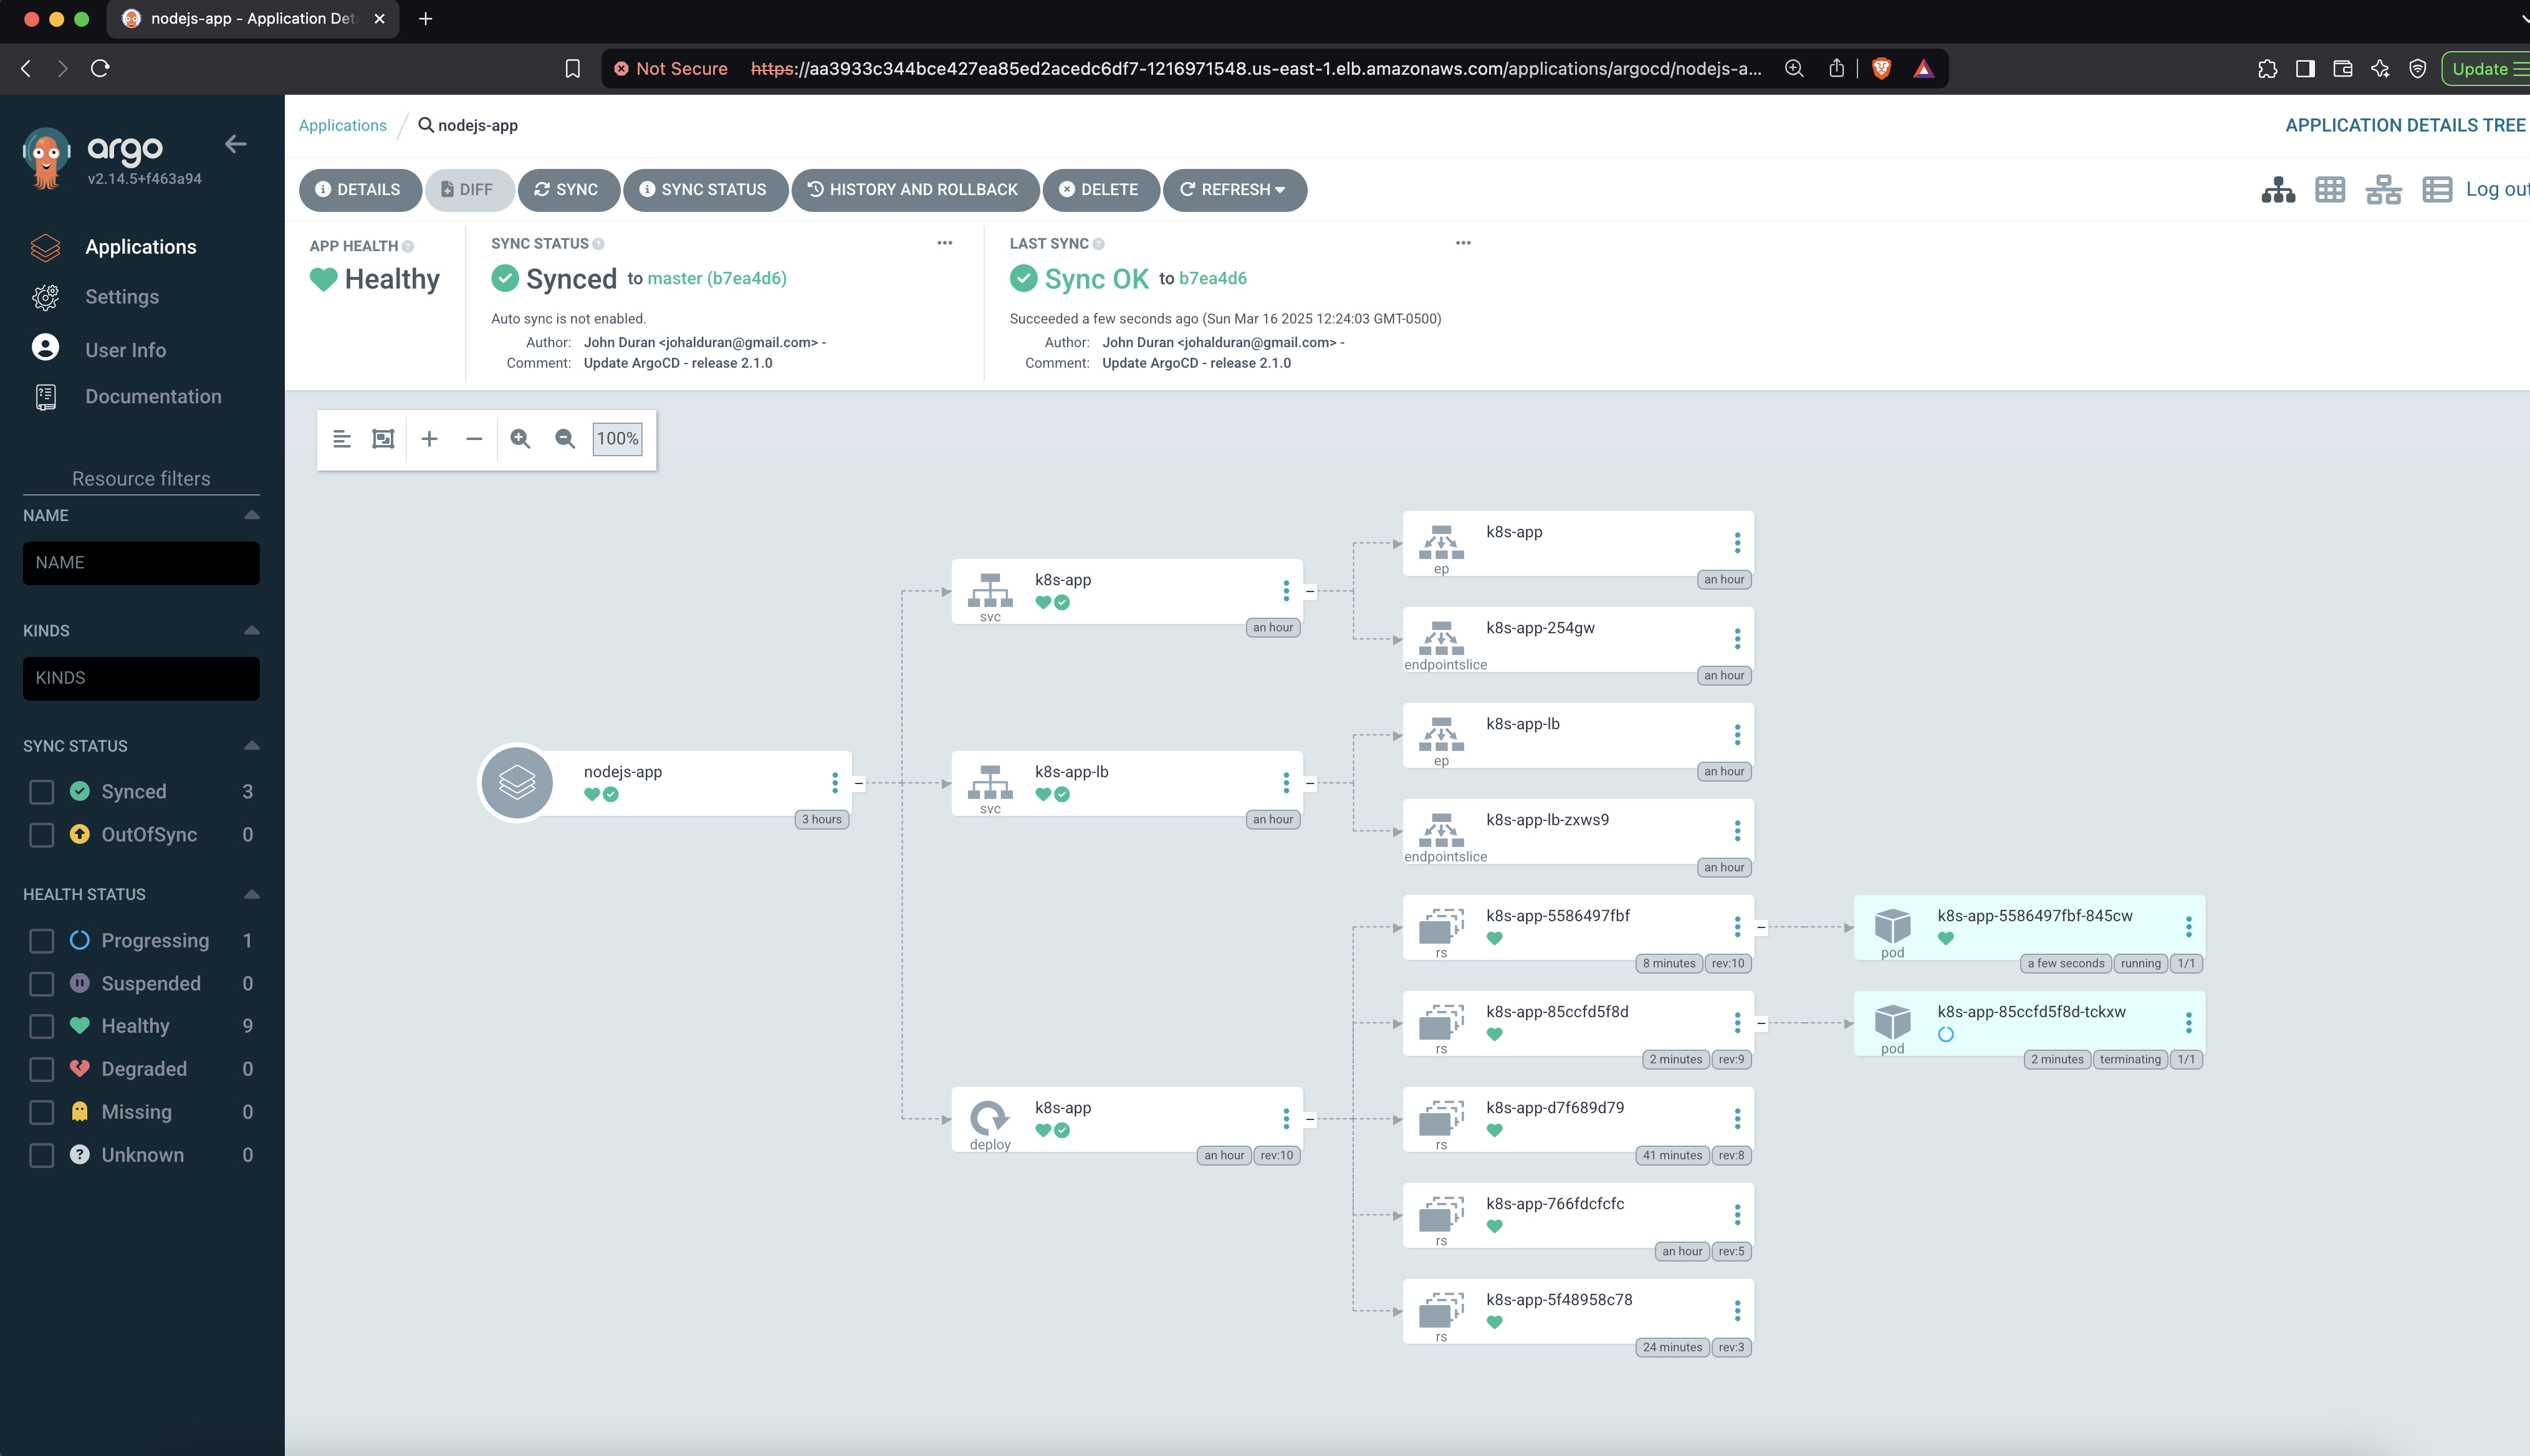 nodejs-app - Application Det
Not Secure https://aa3933c344bce427ea85ed2acedc6df7-1216971548.us-east-1.elb.amazonaws.com/applications/argocd/nodejs-a...
Update
argo
v2.14.5+f463a94
Applications
Settings
User Info
Documentation
Resource filters
NAME
NAME
KINDS
KINDS
SYNC STATUS
Synced 3
OutOfSync 0
HEALTH STATUS
Progressing 1
Suspended 0
Healthy 9
Degraded 0
Missing 0
Unknown 0
Applications / nodejs-app
APPLICATION DETAILS TREE
DETAILS DIFF SYNC SYNC STATUS HISTORY AND ROLLBACK DELETE REFRESH
Log out
APP HEALTH
Healthy
SYNC STATUS
Synced to master (b7ea4d6)
Auto sync is not enabled.
Author: John Duran <johalduran@gmail.com> -
Comment: Update ArgoCD - release 2.1.0
LAST SYNC
Sync OK to b7ea4d6
Succeeded a few seconds ago (Sun Mar 16 2025 12:24:03 GMT-0500)
Author: John Duran <johalduran@gmail.com> -
Comment: Update ArgoCD - release 2.1.0
100%
nodejs-app
3 hours
k8s-app
svc
an hour
k8s-app-lb
svc
an hour
k8s-app
deploy
an hour rev:10
k8s-app
ep
an hour
k8s-app-254gw
endpointslice
an hour
k8s-app-lb
ep
an hour
k8s-app-lb-zxws9
endpointslice
an hour
k8s-app-5586497fbf
rs
8 minutes rev:10
k8s-app-85ccfd5f8d
rs
2 minutes rev:9
k8s-app-d7f689d79
rs
41 minutes rev:8
k8s-app-766fdcfcfc
rs
an hour rev:5
k8s-app-5f48958c78
rs
24 minutes rev:3
k8s-app-5586497fbf-845cw
pod
a few seconds running 1/1
k8s-app-85ccfd5f8d-tckxw
pod
2 minutes terminating 1/1